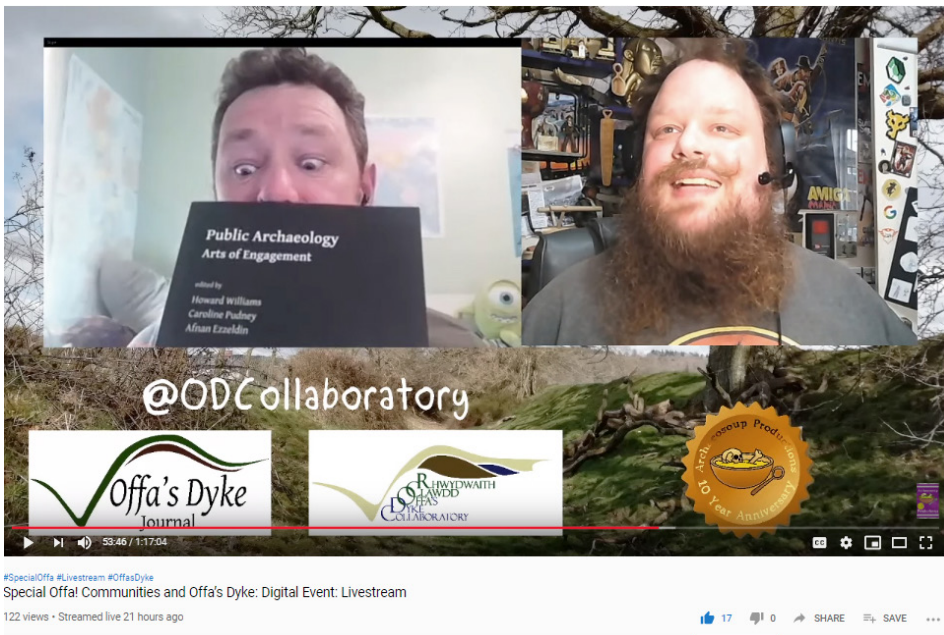 AMIGA
G
Public Archaeology
Arts of Engagement
edited by
Howard Williams
Caroline Pudney
Afnan Ezzeldin
@ODCollaboratory
Offa's Dyke
Journal
RHWYDWAITH
CLAWDD
OFFA'S
DYKE
COLLABORATORY
Archaeosoup Productions
10 Year Anniversary
53:46 / 1:17:04
CC
#SpecialOffa #Livestream #OffasDyke
Special Offa! Communities and Offa's Dyke: Digital Event: Livestream
122 views • Streamed live 21 hours ago
17
0
SHARE
SAVE